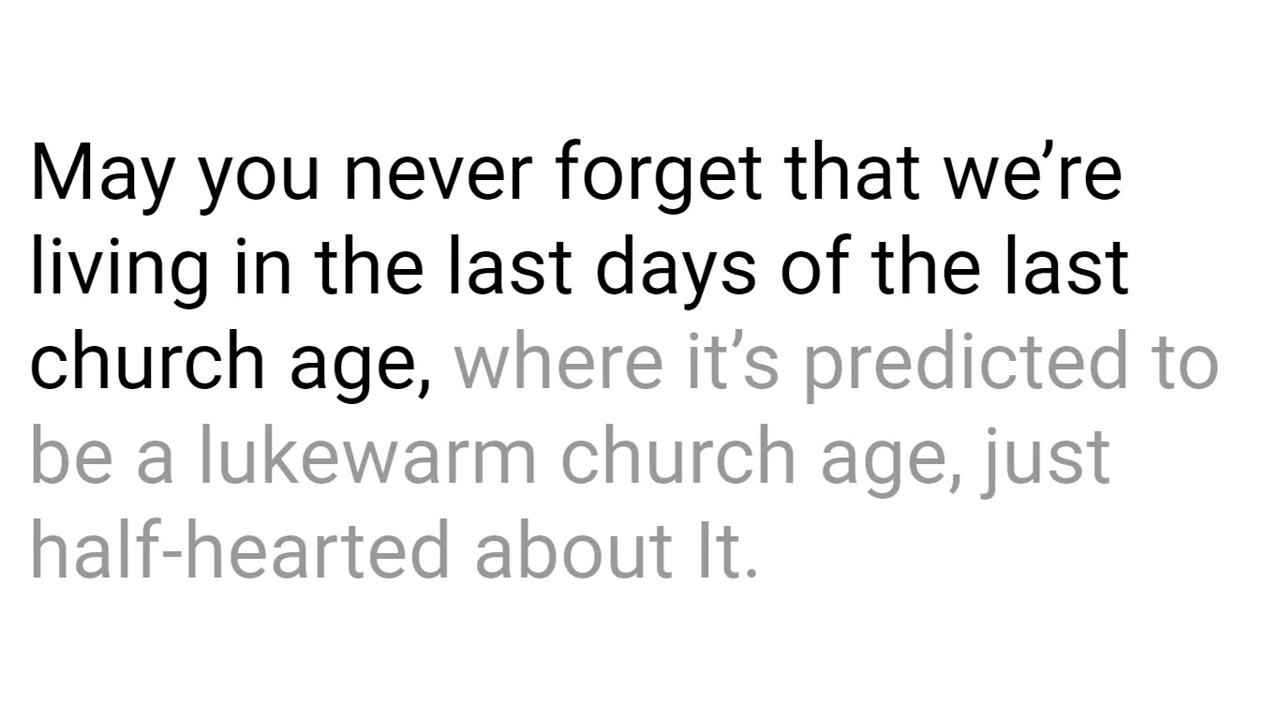 May you never forget that we’re
living in the last days of the last
church age, where it’s predicted to
be a lukewarm church age, just
half-hearted about It.